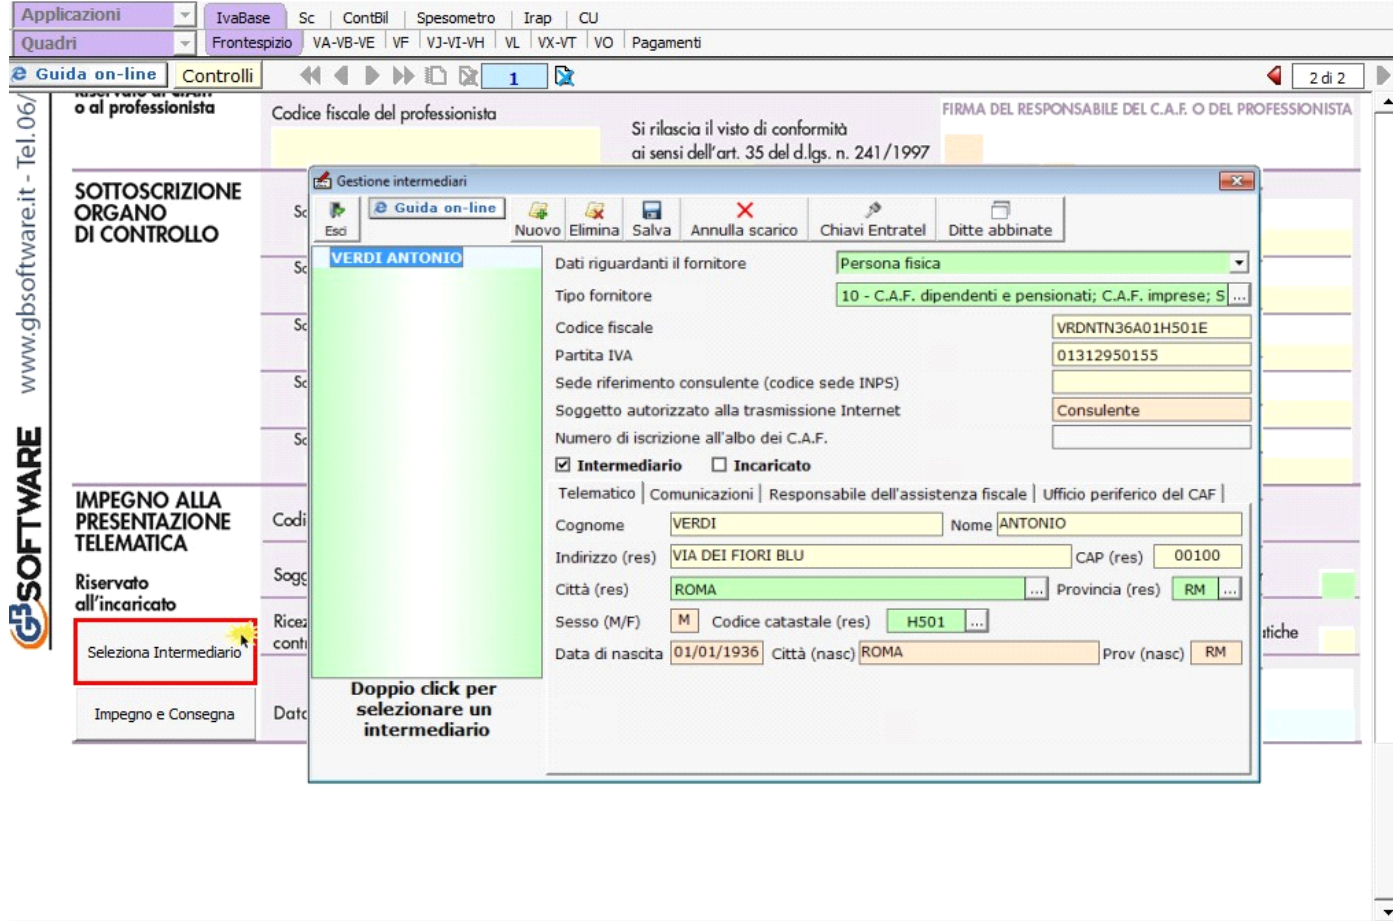 Applicazioni
IvaBase Sc ContBil Spesometro Irap CU
Quadri
Frontespizio VA-VB-VE VF VJ-VI-VH VL VX-VT VO Pagamenti
Guida on-line Controlli 1 2 di 2
o al professionista
Codice fiscale del professionista
Si rilascia il visto di conformità
ai sensi dell'art. 35 del d.lgs. n. 241/1997
FIRMA DEL RESPONSABILE DEL C.A.F. O DEL PROFESSIONISTA
SOTTOSCRIZIONE
ORGANO
DI CONTROLLO
Gestione intermediari
Esci
Guida on-line
Nuovo Elimina Salva Annulla scarico Chiavi Entratel Ditte abbinate
VERDI ANTONIO
Doppio click per
selezionare un
intermediario
Dati riguardanti il fornitore Persona fisica
Tipo fornitore 10 - C.A.F. dipendenti e pensionati; C.A.F. imprese; S ...
Codice fiscale VRDNTN36A01H501E
Partita IVA 01312950155
Sede riferimento consulente (codice sede INPS)
Soggetto autorizzato alla trasmissione Internet Consulente
Numero di iscrizione all'albo dei C.A.F.
Intermediario Incaricato
Telematico Comunicazioni Responsabile dell'assistenza fiscale Ufficio periferico del CAF
Cognome VERDI Nome ANTONIO
Indirizzo (res) VIA DEI FIORI BLU CAP (res) 00100
Città (res) ROMA ... Provincia (res) RM ...
Sesso (M/F) M Codice catastale (res) H501 ...
Data di nascita 01/01/1936 Città (nasc) ROMA Prov (nasc) RM
IMPEGNO ALLA
PRESENTAZIONE
TELEMATICA
Riservato
all'incaricato
Seleziona Intermediario
Impegno e Consegna
GBSOFTWARE www.gbsoftware.it - Tel. 06/